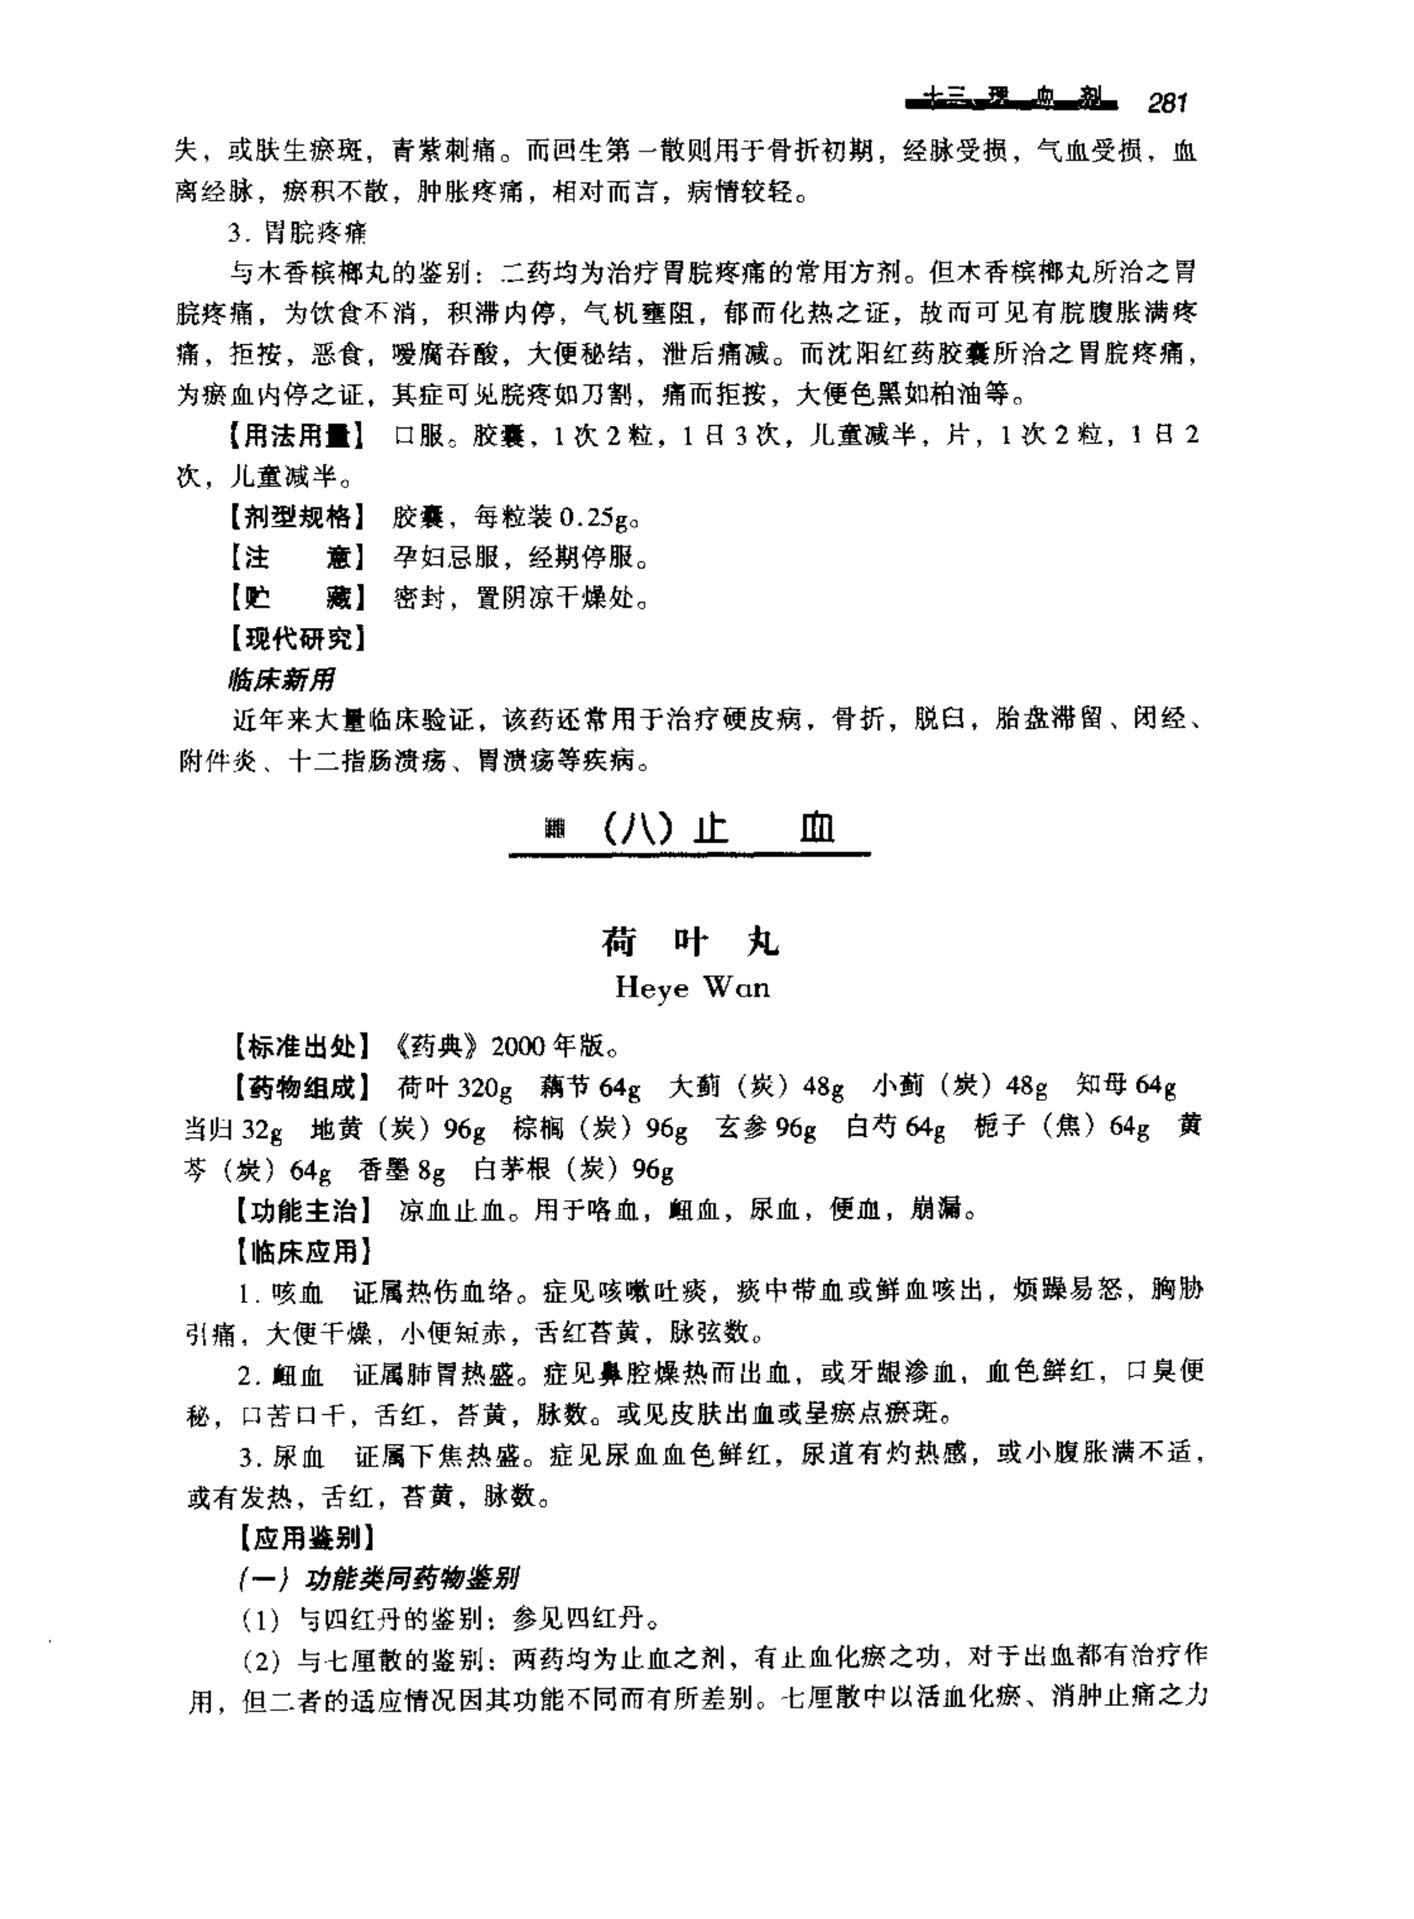 十三、理血剂 281
失，或肤生瘀斑，青紫刺痛。而回生第一散则用于骨折初期，经脉受损，气血受损，血
离经脉，瘀积不散，肿胀疼痛，相对而言，病情较轻。
3. 胃脘疼痛
与木香槟榔丸的鉴别：二药均为治疗胃脘疼痛的常用方剂。但木香槟榔丸所治之胃
脘疼痛，为饮食不消，积滞内停，气机壅阻，郁而化热之证，故而可见有脘腹胀满疼
痛，拒按，恶食，嗳腐吞酸，大便秘结，泄后痛减。而沈阳红药胶囊所治之胃脘疼痛，
为瘀血内停之证，其症可见脘疼如刀割，痛而拒按，大便色黑如柏油等。
【用法用量】 口服。胶囊，1次2粒，1日3次，儿童减半，片，1次2粒，1日2
次，儿童减半。
【剂型规格】 胶囊，每粒装0.25g。
【注 意】 孕妇忌服，经期停服。
【贮 藏】 密封，置阴凉干燥处。
【现代研究】
临床新用
近年来大量临床验证，该药还常用于治疗硬皮病，骨折，脱臼，胎盘滞留、闭经、
附件炎、十二指肠溃疡、胃溃疡等疾病。
（八）止 血
荷 叶 丸
Heye Wan
【标准出处】《药典》2000年版。
【药物组成】 荷叶320g 藕节64g 大蓟（炭）48g 小蓟（炭）48g 知母64g
当归32g 地黄（炭）96g 棕榈（炭）96g 玄参96g 白芍64g 栀子（焦）64g 黄
芩（炭）64g 香墨8g 白茅根（炭）96g
【功能主治】 凉血止血。用于咯血，衄血，尿血，便血，崩漏。
【临床应用】
1. 咳血 证属热伤血络。症见咳嗽吐痰，痰中带血或鲜血咳出，烦躁易怒，胸胁
引痛，大便干燥，小便短赤，舌红苔黄，脉弦数。
2. 衄血 证属肺胃热盛。症见鼻腔燥热而出血，或牙龈渗血，血色鲜红，口臭便
秘，口苦口干，舌红，苔黄，脉数。或见皮肤出血或呈瘀点瘀斑。
3. 尿血 证属下焦热盛。症见尿血血色鲜红，尿道有灼热感，或小腹胀满不适，
或有发热，舌红，苔黄，脉数。
【应用鉴别】
（一）功能类同药物鉴别
（1）与四红丹的鉴别：参见四红丹。
（2）与七厘散的鉴别：两药均为止血之剂，有止血化瘀之功，对于出血都有治疗作
用，但二者的适应情况因其功能不同而有所差别。七厘散中以活血化瘀、消肿止痛之力